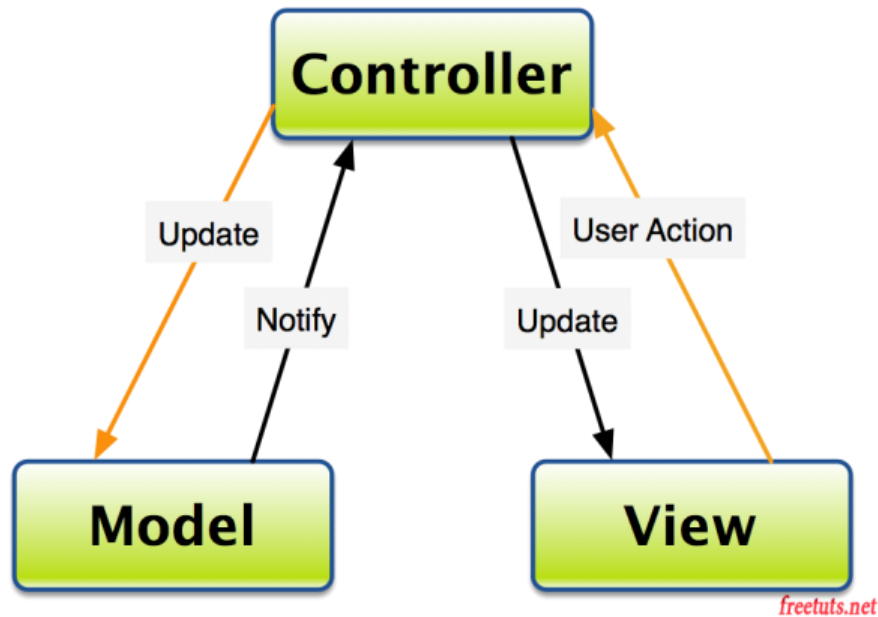 Controller
Update
User Action
Notify
Update
Model
View
freetuts.net